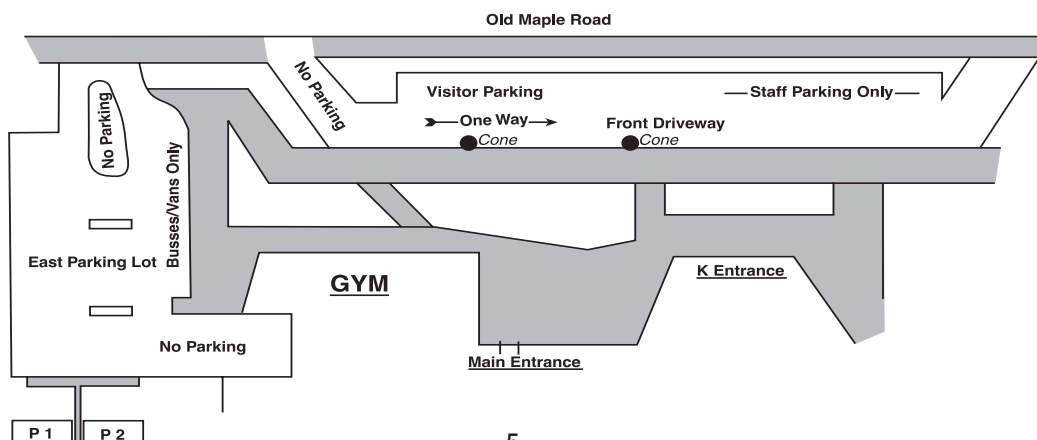 Old Maple Road
No Parking
Visitor Parking
Staff Parking Only
No Parking
One Way
Front Driveway
Cone
Cone
Busses/Vans Only
East Parking Lot
GYM
K Entrance
No Parking
Main Entrance
P 1
P 2
5